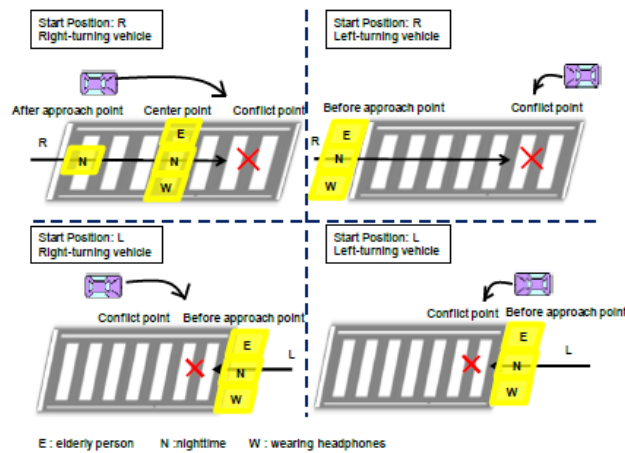 Start Position: R
Right-turning vehicle
After approach point
Center point
Conflict point
R
N
E
N
W
Start Position: R
Left-turning vehicle
Before approach point
Conflict point
R
E
N
W
Start Position: L
Right-turning vehicle
Conflict point
Before approach point
E
N
W
L
Start Position: L
Left-turning vehicle
Conflict point
Before approach point
E
N
W
L
E : elderly person N :nighttime W : wearing headphones